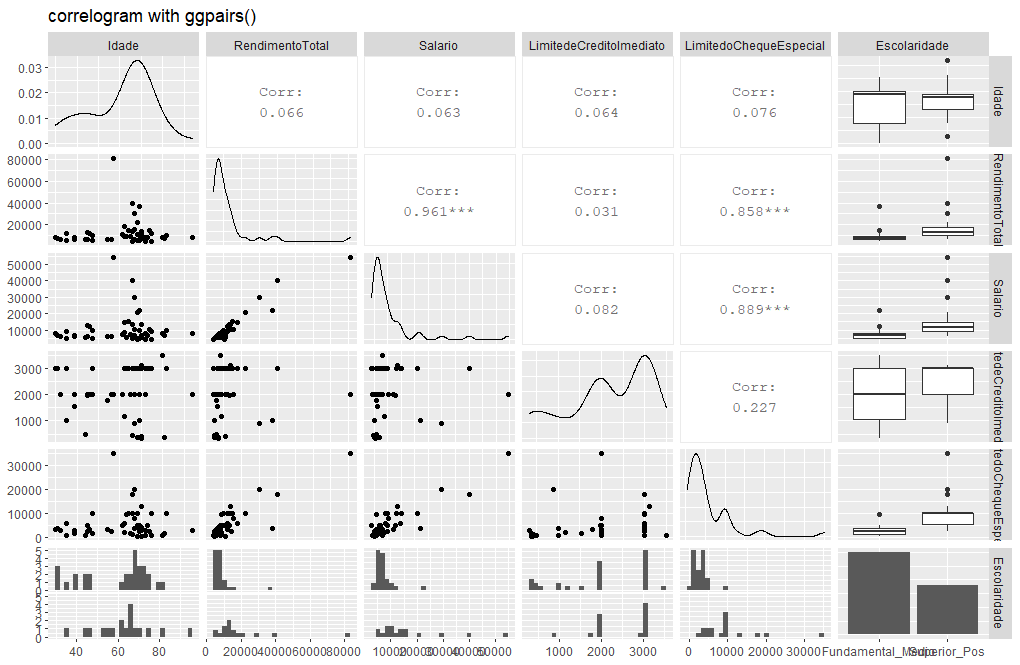 correlogram with ggpairs()
Idade RendimentoTotal Salario LimitedeCreditoImediato LimitedoChequeEspecial Escolaridade
0.03
0.02
0.01
0.00
Corr:
0.066
Corr:
0.063
Corr:
0.064
Corr:
0.076
Idade
80000
60000
40000
20000
Corr:
0.961***
Corr:
0.031
Corr:
0.858***
RendimentoTotal
50000
40000
30000
20000
10000
Corr:
0.082
Corr:
0.889***
Salario
3000
2000
1000
Corr:
0.227
tedeCreditoImed
30000
20000
10000
0
tedoChequeEspe
5
4
3
2
1
0
5
4
3
2
1
0
Escolaridade
40 60 80
0 20000 40000 60000 80000
10000 20000 30000 40000 50000
1000 2000 3000
0 10000 20000 30000
Fundamental_Medio Superior_Pos